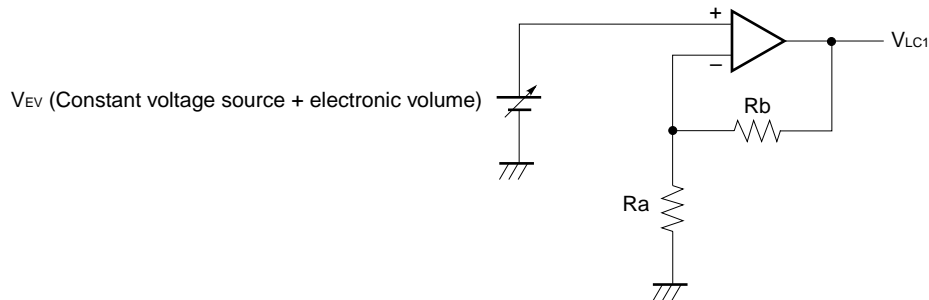 +
VLC1
−
VEV (Constant voltage source + electronic volume)
Rb
Ra